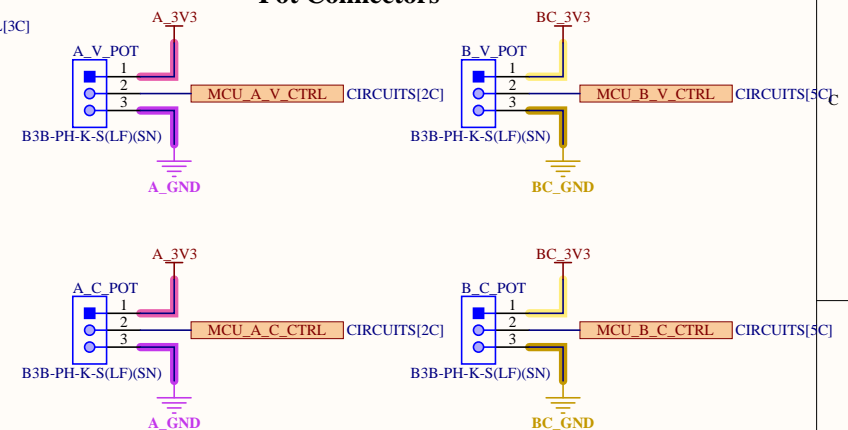 Pot Connectors
L[3C]
A_3V3
BC_3V3
A_V_POT
B_V_POT
1
2
3
MCU_A_V_CTRL
CIRCUITS[2C]
1
2
3
MCU_B_V_CTRL
CIRCUITS[5C]
C
B3B-PH-K-S(LF)(SN)
B3B-PH-K-S(LF)(SN)
A_GND
BC_GND
A_3V3
BC_3V3
A_C_POT
B_C_POT
1
2
3
MCU_A_C_CTRL
CIRCUITS[2C]
1
2
3
MCU_B_C_CTRL
CIRCUITS[5C]
B3B-PH-K-S(LF)(SN)
B3B-PH-K-S(LF)(SN)
A_GND
BC_GND